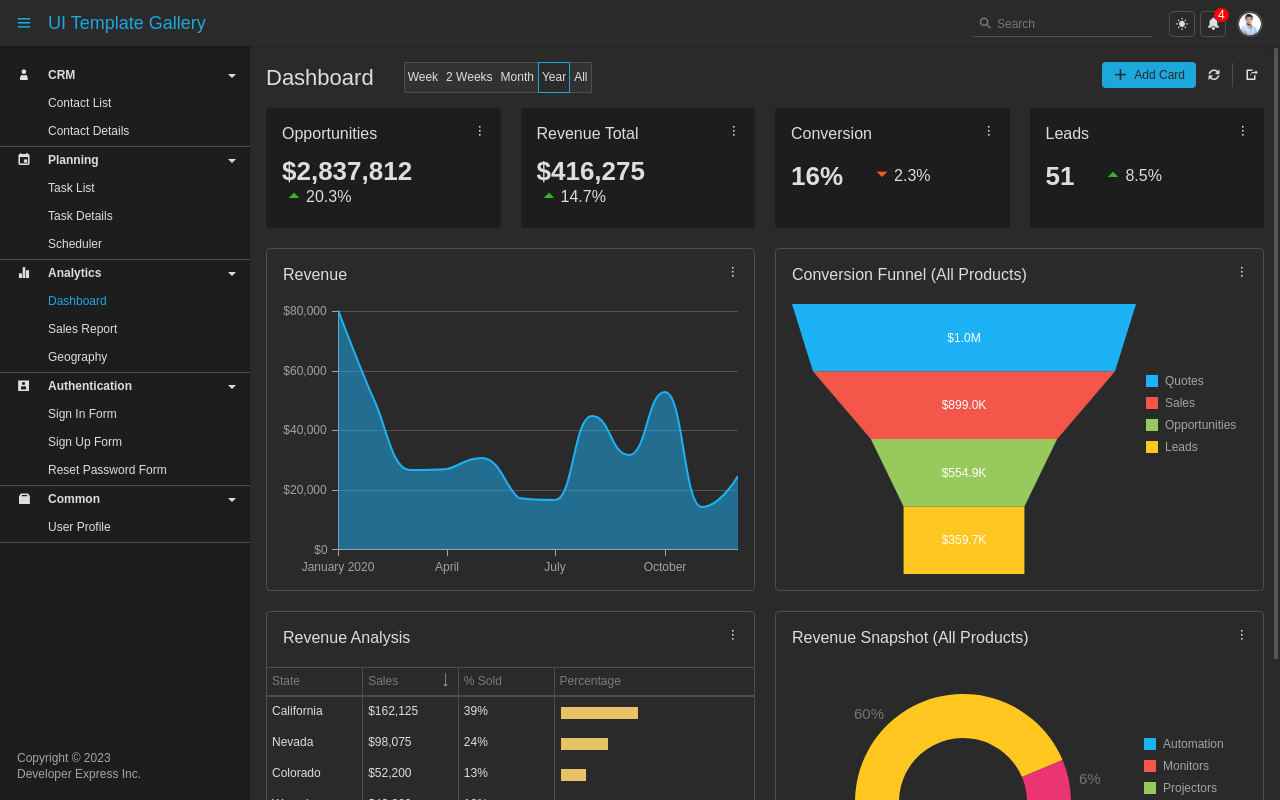 UI Template Gallery
Search
4
CRM
Contact List
Contact Details
Planning
Task List
Task Details
Scheduler
Analytics
Dashboard
Sales Report
Geography
Authentication
Sign In Form
Sign Up Form
Reset Password Form
Common
User Profile
Copyright © 2023
Developer Express Inc.
Dashboard
Week 2 Weeks Month Year All
Add Card
Opportunities
$2,837,812
20.3%
Revenue Total
$416,275
14.7%
Conversion
16% 2.3%
Leads
51 8.5%
Revenue
$80,000
$60,000
$40,000
$20,000
$0
January 2020 April July October
Conversion Funnel (All Products)
$1.0M
$899.0K
$554.9K
$359.7K
Quotes
Sales
Opportunities
Leads
Revenue Analysis
State Sales % Sold Percentage
California $162,125 39%
Nevada $98,075 24%
Colorado $52,200 13%
Revenue Snapshot (All Products)
60%
6%
Automation
Monitors
Projectors